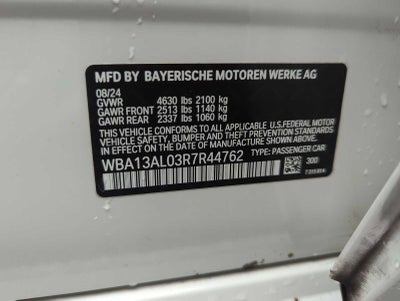 MFD BY BAYERISCHE MOTOREN WERKE AG
08/24
GVWR 4630 lbs 2100 kg
GAWR FRONT 2513 lbs 1140 kg
GAWR REAR 2337 lbs 1060 kg
THIS VEHICLE CONFORMS TO ALL APPLICABLE U.S.FEDERAL MOTOR
VEHICLE SAFETY, BUMPER, AND THEFT PREVENTION STANDARDS
IN EFFECT ON THE DATE OF MANUFACTURE SHOWN ABOVE.
WBA13AL03R7R44762 TYPE: PASSENGER CAR
300